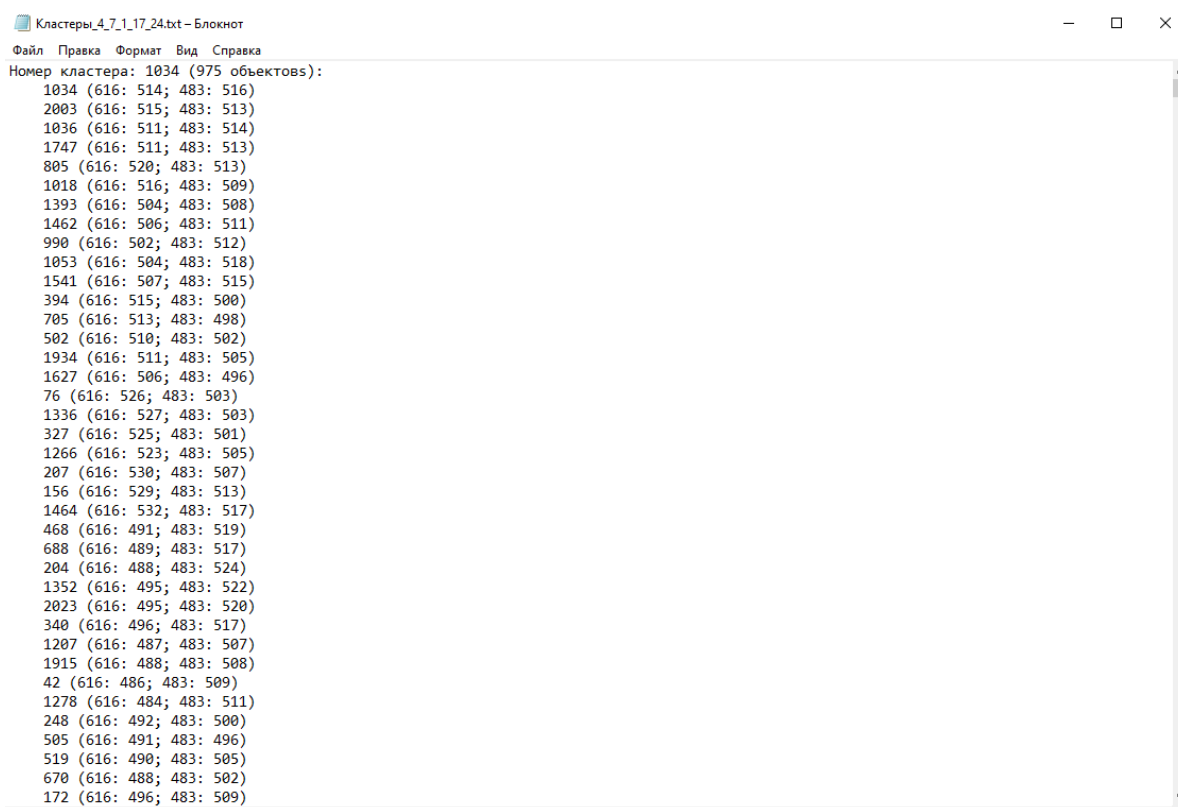 Кластеры_4_7_1_17_24.txt – Блокнот
Файл Правка Формат Вид Справка
Номер кластера: 1034 (975 объектовs):
1034 (616: 514; 483: 516)
2003 (616: 515; 483: 513)
1036 (616: 511; 483: 514)
1747 (616: 511; 483: 513)
805 (616: 520; 483: 513)
1018 (616: 516; 483: 509)
1393 (616: 504; 483: 508)
1462 (616: 506; 483: 511)
990 (616: 502; 483: 512)
1053 (616: 504; 483: 518)
1541 (616: 507; 483: 515)
394 (616: 515; 483: 500)
705 (616: 513; 483: 498)
502 (616: 510; 483: 502)
1934 (616: 511; 483: 505)
1627 (616: 506; 483: 496)
76 (616: 526; 483: 503)
1336 (616: 527; 483: 503)
327 (616: 525; 483: 501)
1266 (616: 523; 483: 505)
207 (616: 530; 483: 507)
156 (616: 529; 483: 513)
1464 (616: 532; 483: 517)
468 (616: 491; 483: 519)
688 (616: 489; 483: 517)
204 (616: 488; 483: 524)
1352 (616: 495; 483: 522)
2023 (616: 495; 483: 520)
340 (616: 496; 483: 517)
1207 (616: 487; 483: 507)
1915 (616: 488; 483: 508)
42 (616: 486; 483: 509)
1278 (616: 484; 483: 511)
248 (616: 492; 483: 500)
505 (616: 491; 483: 496)
519 (616: 490; 483: 505)
670 (616: 488; 483: 502)
172 (616: 496; 483: 509)